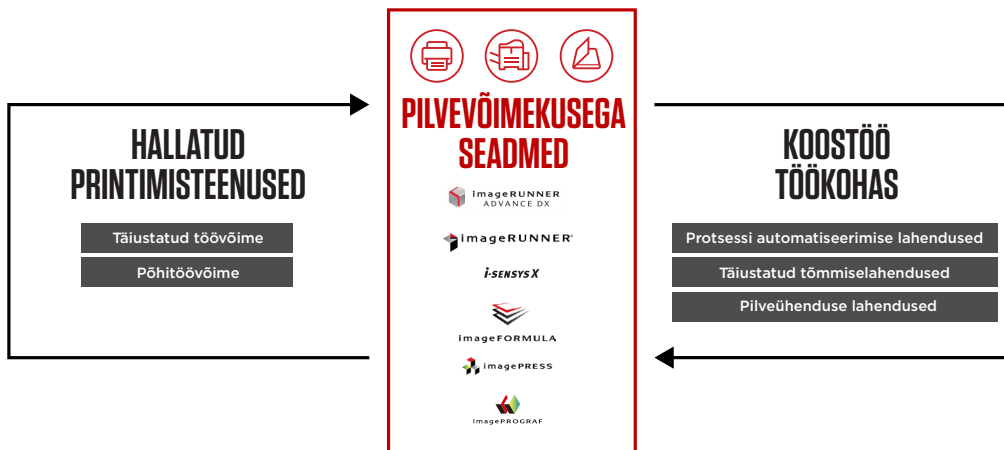 HALLATUD
PRINTIMISTEENUSED
Täiustatud töövõime
Põhitöövõime
PILVEVÕIMEKUSEGA
SEADMED
imageRUNNER
ADVANCE DX
imageRUNNER
i-SENSYS X
imageFORMULA
imagePRESS
imagePROGRAF
KOOSTÖÖ
TÖÖKOHAS
Protsessi automatiseerimise lahendused
Täiustatud tõmmiselahendused
Pilveühenduse lahendused